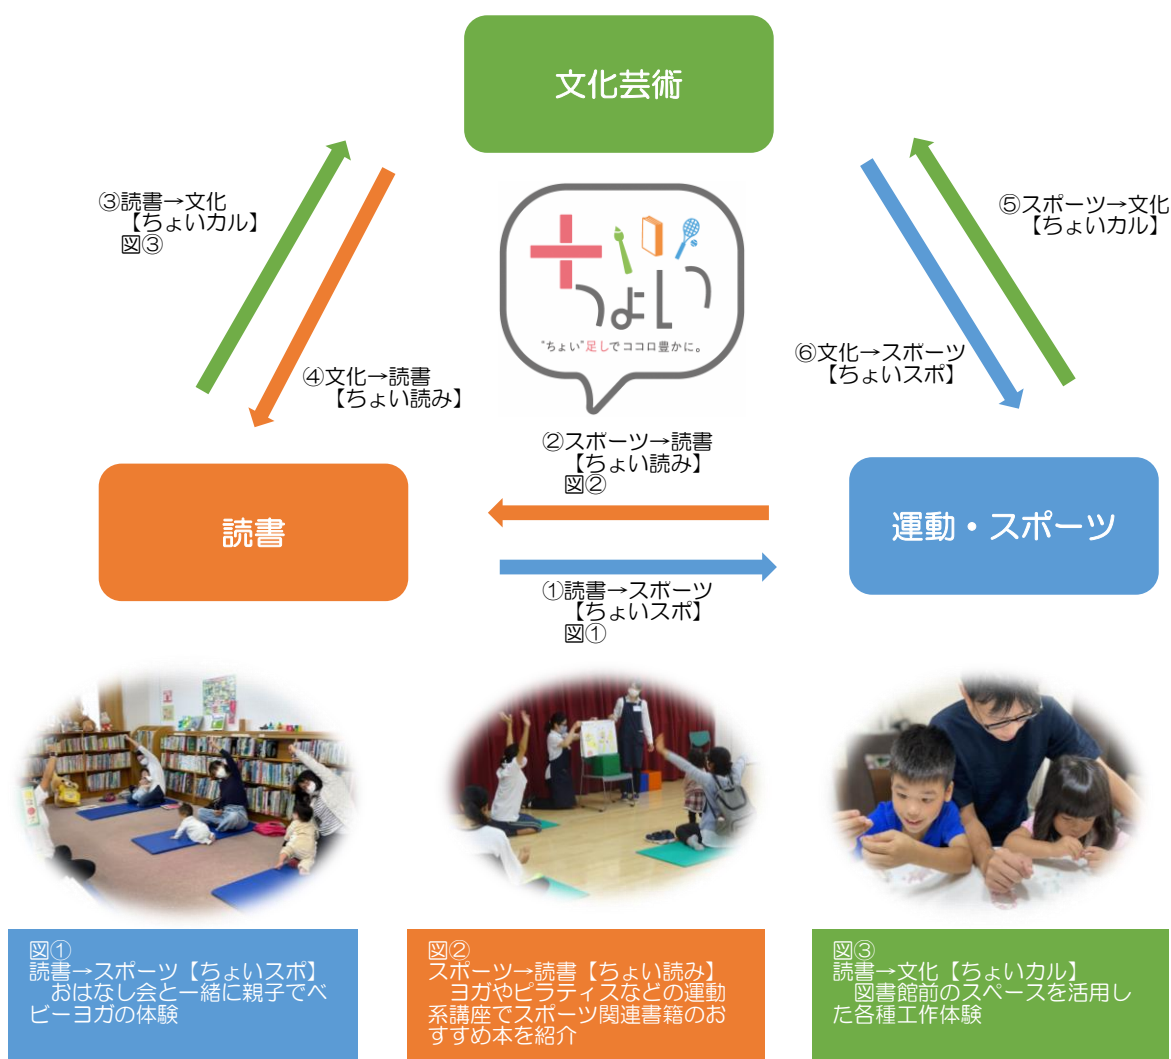 文化芸術
③読書→文化
【ちょいカル】
図③
⑤スポーツ→文化
【ちょいカル】
+ちょい
"ちょい"足しでココロ豊かに。
④文化→読書
【ちょい読み】
⑥文化→スポーツ
【ちょいスポ】
②スポーツ→読書
【ちょい読み】
図②
読書
運動・スポーツ
①読書→スポーツ
【ちょいスポ】
図①
図①
読書→スポーツ【ちょいスポ】
おはなし会と一緒に親子でベ
ビーヨガの体験
図②
スポーツ→読書【ちょい読み】
ヨガやピラティスなどの運動
系講座でスポーツ関連書籍のお
すすめ本を紹介
図③
読書→文化【ちょいカル】
図書館前のスペースを活用し
た各種工作体験